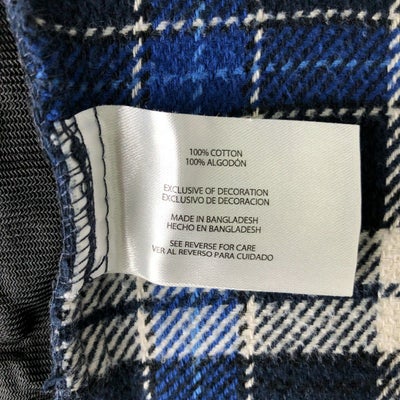 100% COTTON
100% ALGODÓN
EXCLUSIVE OF DECORATION
EXCLUSIVO DE DECORACION
MADE IN BANGLADESH
HECHO EN BANGLADESH
SEE REVERSE FOR CARE
VER AL REVERSO PARA CUIDADO